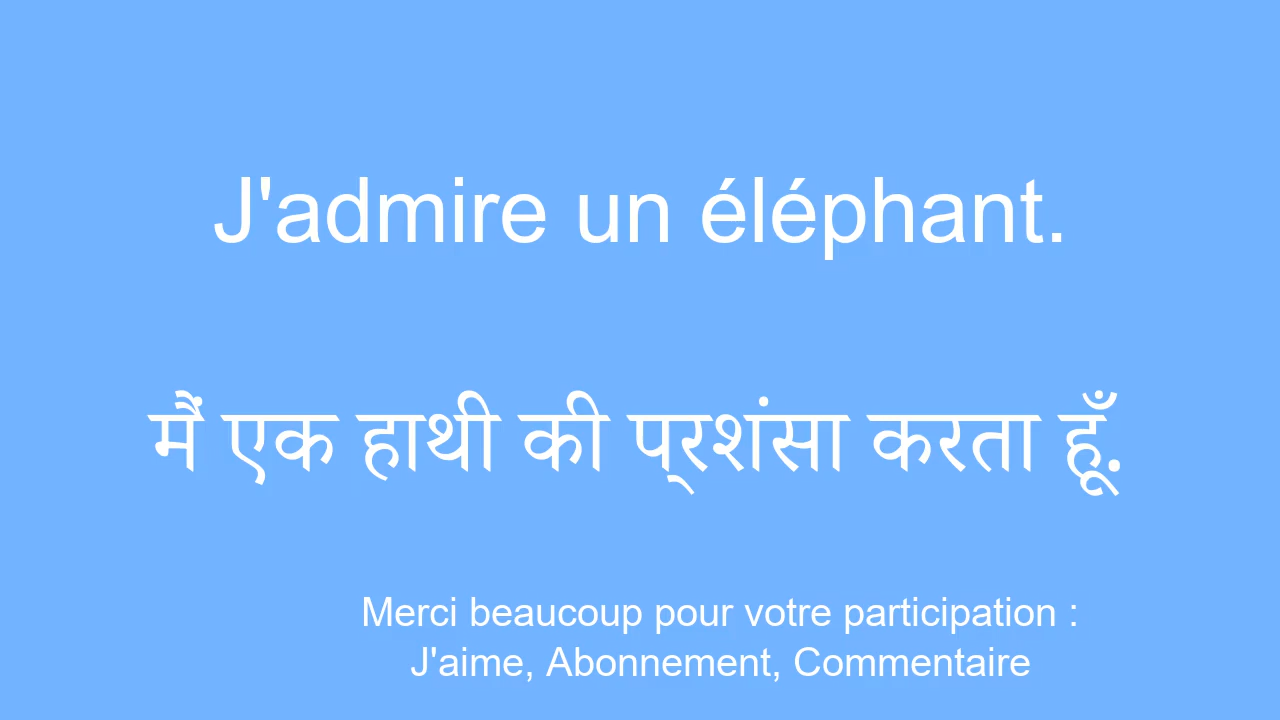 J'admire un éléphant.
मैं एक हाथी की प्रशंसा करता हूँ.
Merci beaucoup pour votre participation :
J'aime, Abonnement, Commentaire